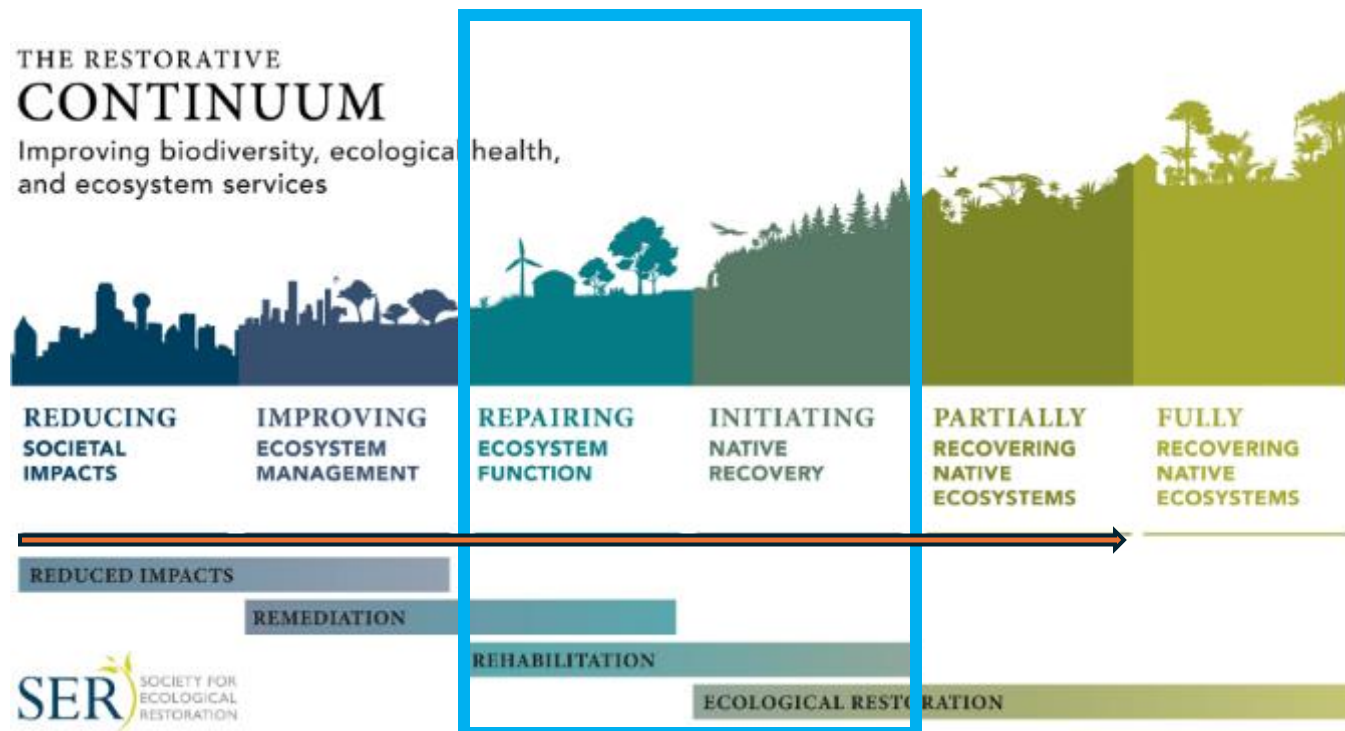 THE RESTORATIVE
CONTINUUM
Improving biodiversity, ecological health,
and ecosystem services
REDUCING
SOCIETAL
IMPACTS
IMPROVING
ECOSYSTEM
MANAGEMENT
REPAIRING
ECOSYSTEM
FUNCTION
INITIATING
NATIVE
RECOVERY
PARTIALLY
RECOVERING
NATIVE
ECOSYSTEMS
FULLY
RECOVERING
NATIVE
ECOSYSTEMS
REDUCED IMPACTS
REMEDIATION
REHABILITATION
ECOLOGICAL RESTORATION
SER
SOCIETY FOR
ECOLOGICAL
RESTORATION